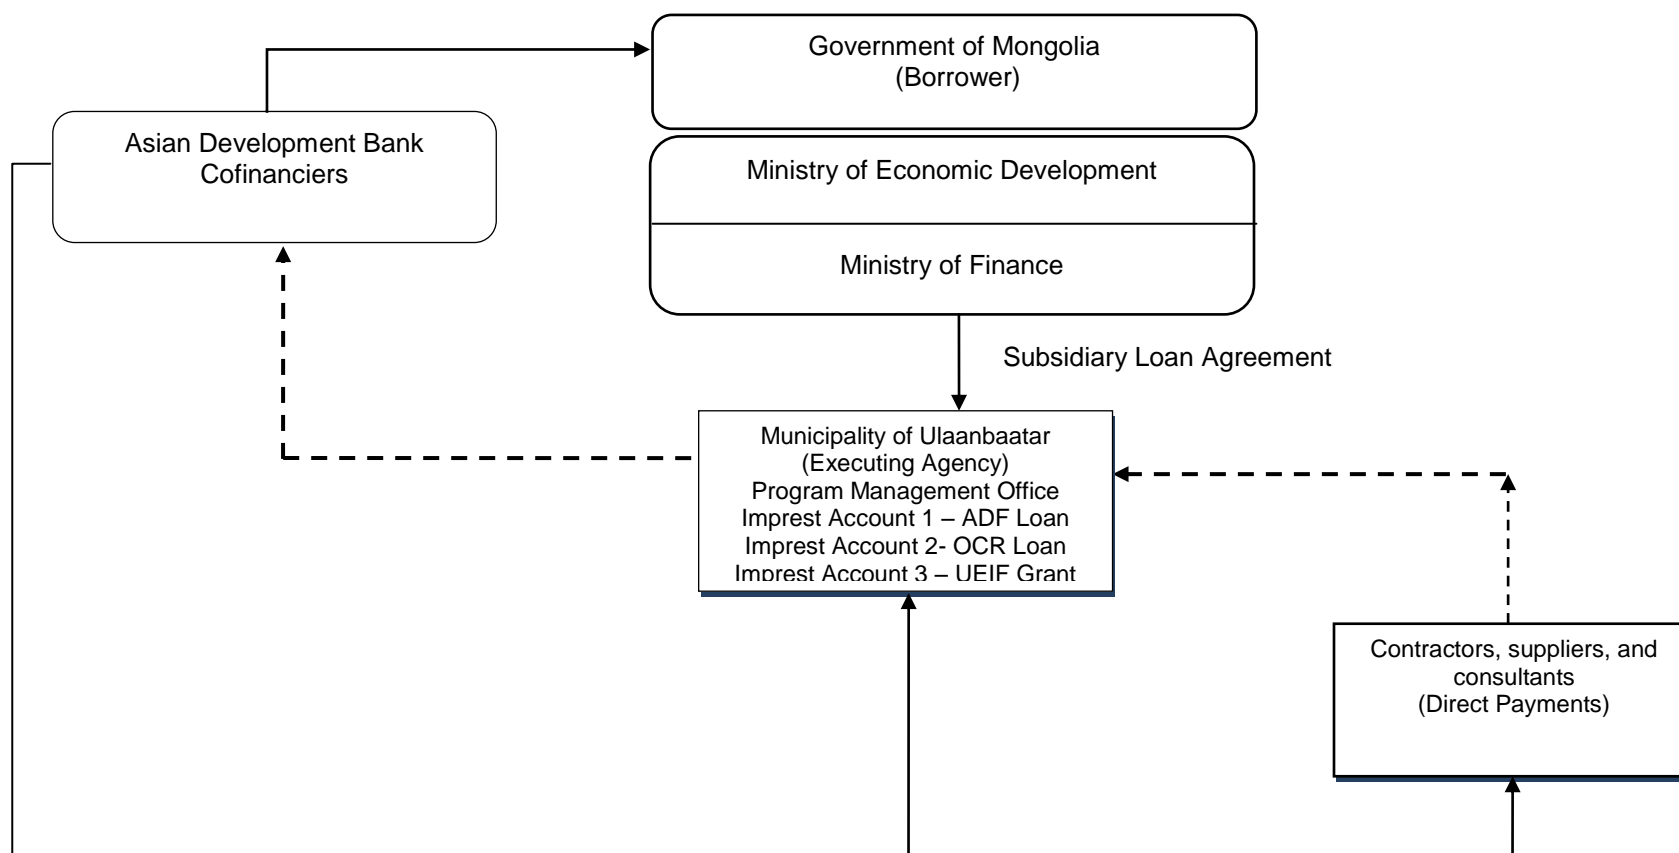 Government of Mongolia
(Borrower)
Asian Development Bank
Cofinanciers
Ministry of Economic Development
Ministry of Finance
Subsidiary Loan Agreement
Municipality of Ulaanbaatar
(Executing Agency)
Program Management Office
Imprest Account 1 – ADF Loan
Imprest Account 2- OCR Loan
Imprest Account 3 – UEIF Grant
Contractors, suppliers, and
consultants
(Direct Payments)